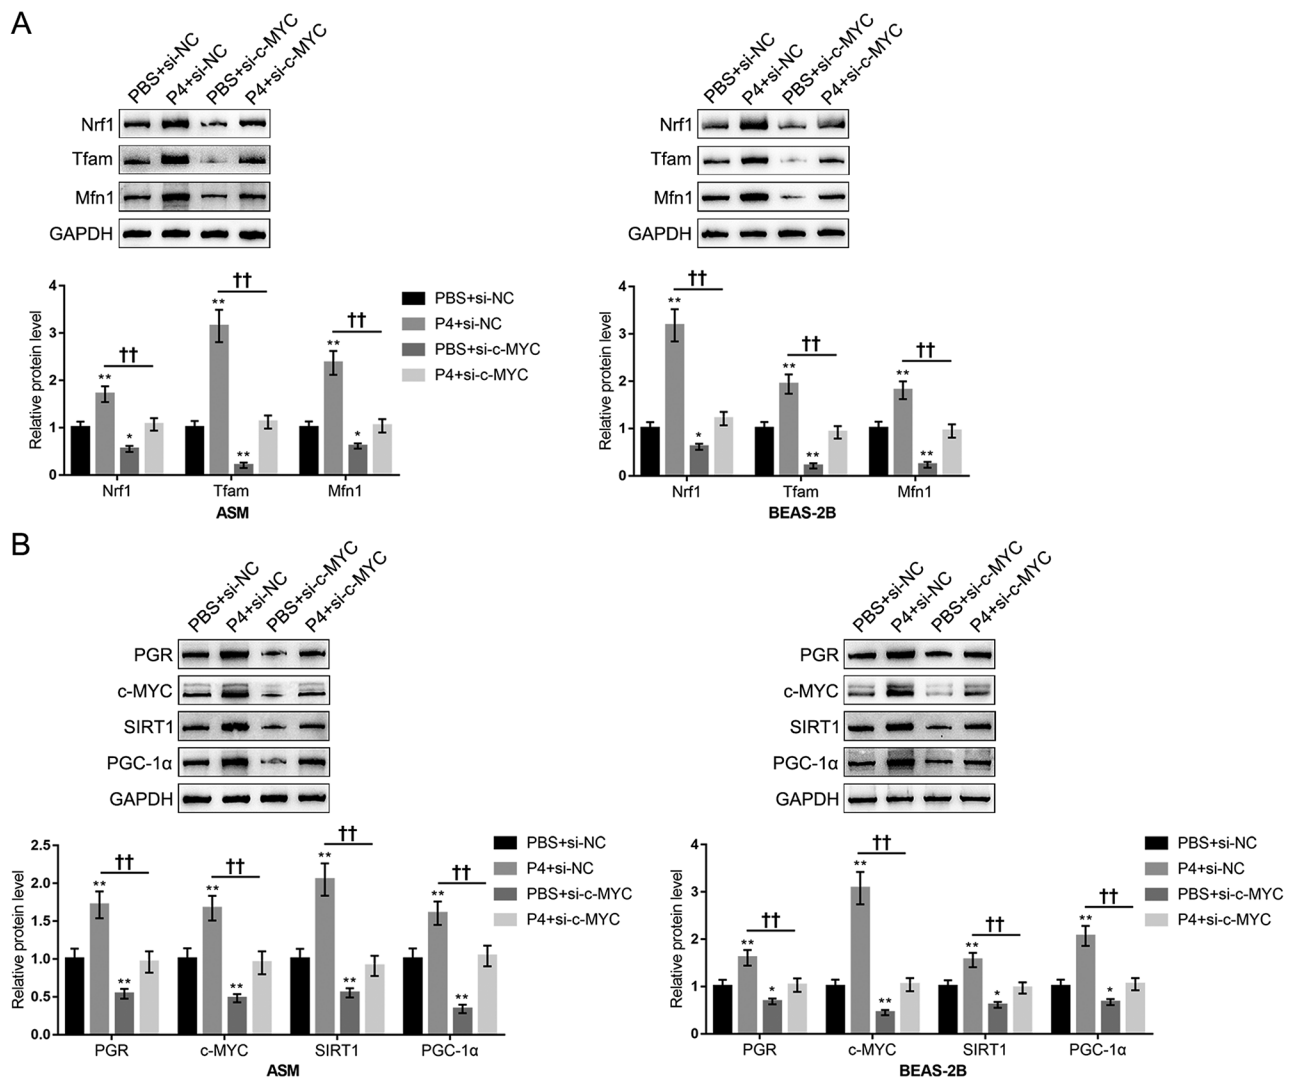 A
PBS+si-NC
P4+si-NC
PBS+si-c-MYC
P4+si-c-MYC
Nrf1
Tfam
Mfn1
GAPDH
PBS+si-NC
P4+si-NC
PBS+si-c-MYC
P4+si-c-MYC
Nrf1
Tfam
Mfn1
GAPDH
Relative protein level
4
3
2
1
0
** * †† ** ** †† ** * ††
Nrf1 Tfam Mfn1
ASM
PBS+si-NC
P4+si-NC
PBS+si-c-MYC
P4+si-c-MYC
Relative protein level
4
3
2
1
0
** * †† ** ** †† ** ** ††
Nrf1 Tfam Mfn1
BEAS-2B
B
PBS+si-NC
P4+si-NC
PBS+si-c-MYC
P4+si-c-MYC
PGR
c-MYC
SIRT1
PGC-1α
GAPDH
PBS+si-NC
P4+si-NC
PBS+si-c-MYC
P4+si-c-MYC
PGR
c-MYC
SIRT1
PGC-1α
GAPDH
Relative protein level
2.5
2.0
1.5
1.0
0.5
0.0
** ** †† ** ** †† ** ** †† ** ** ††
PGR c-MYC SIRT1 PGC-1α
ASM
PBS+si-NC
P4+si-NC
PBS+si-c-MYC
P4+si-c-MYC
Relative protein level
4
3
2
1
0
** * †† ** ** †† ** * †† ** * ††
PGR c-MYC SIRT1 PGC-1α
BEAS-2B
PBS+si-NC
P4+si-NC
PBS+si-c-MYC
P4+si-c-MYC